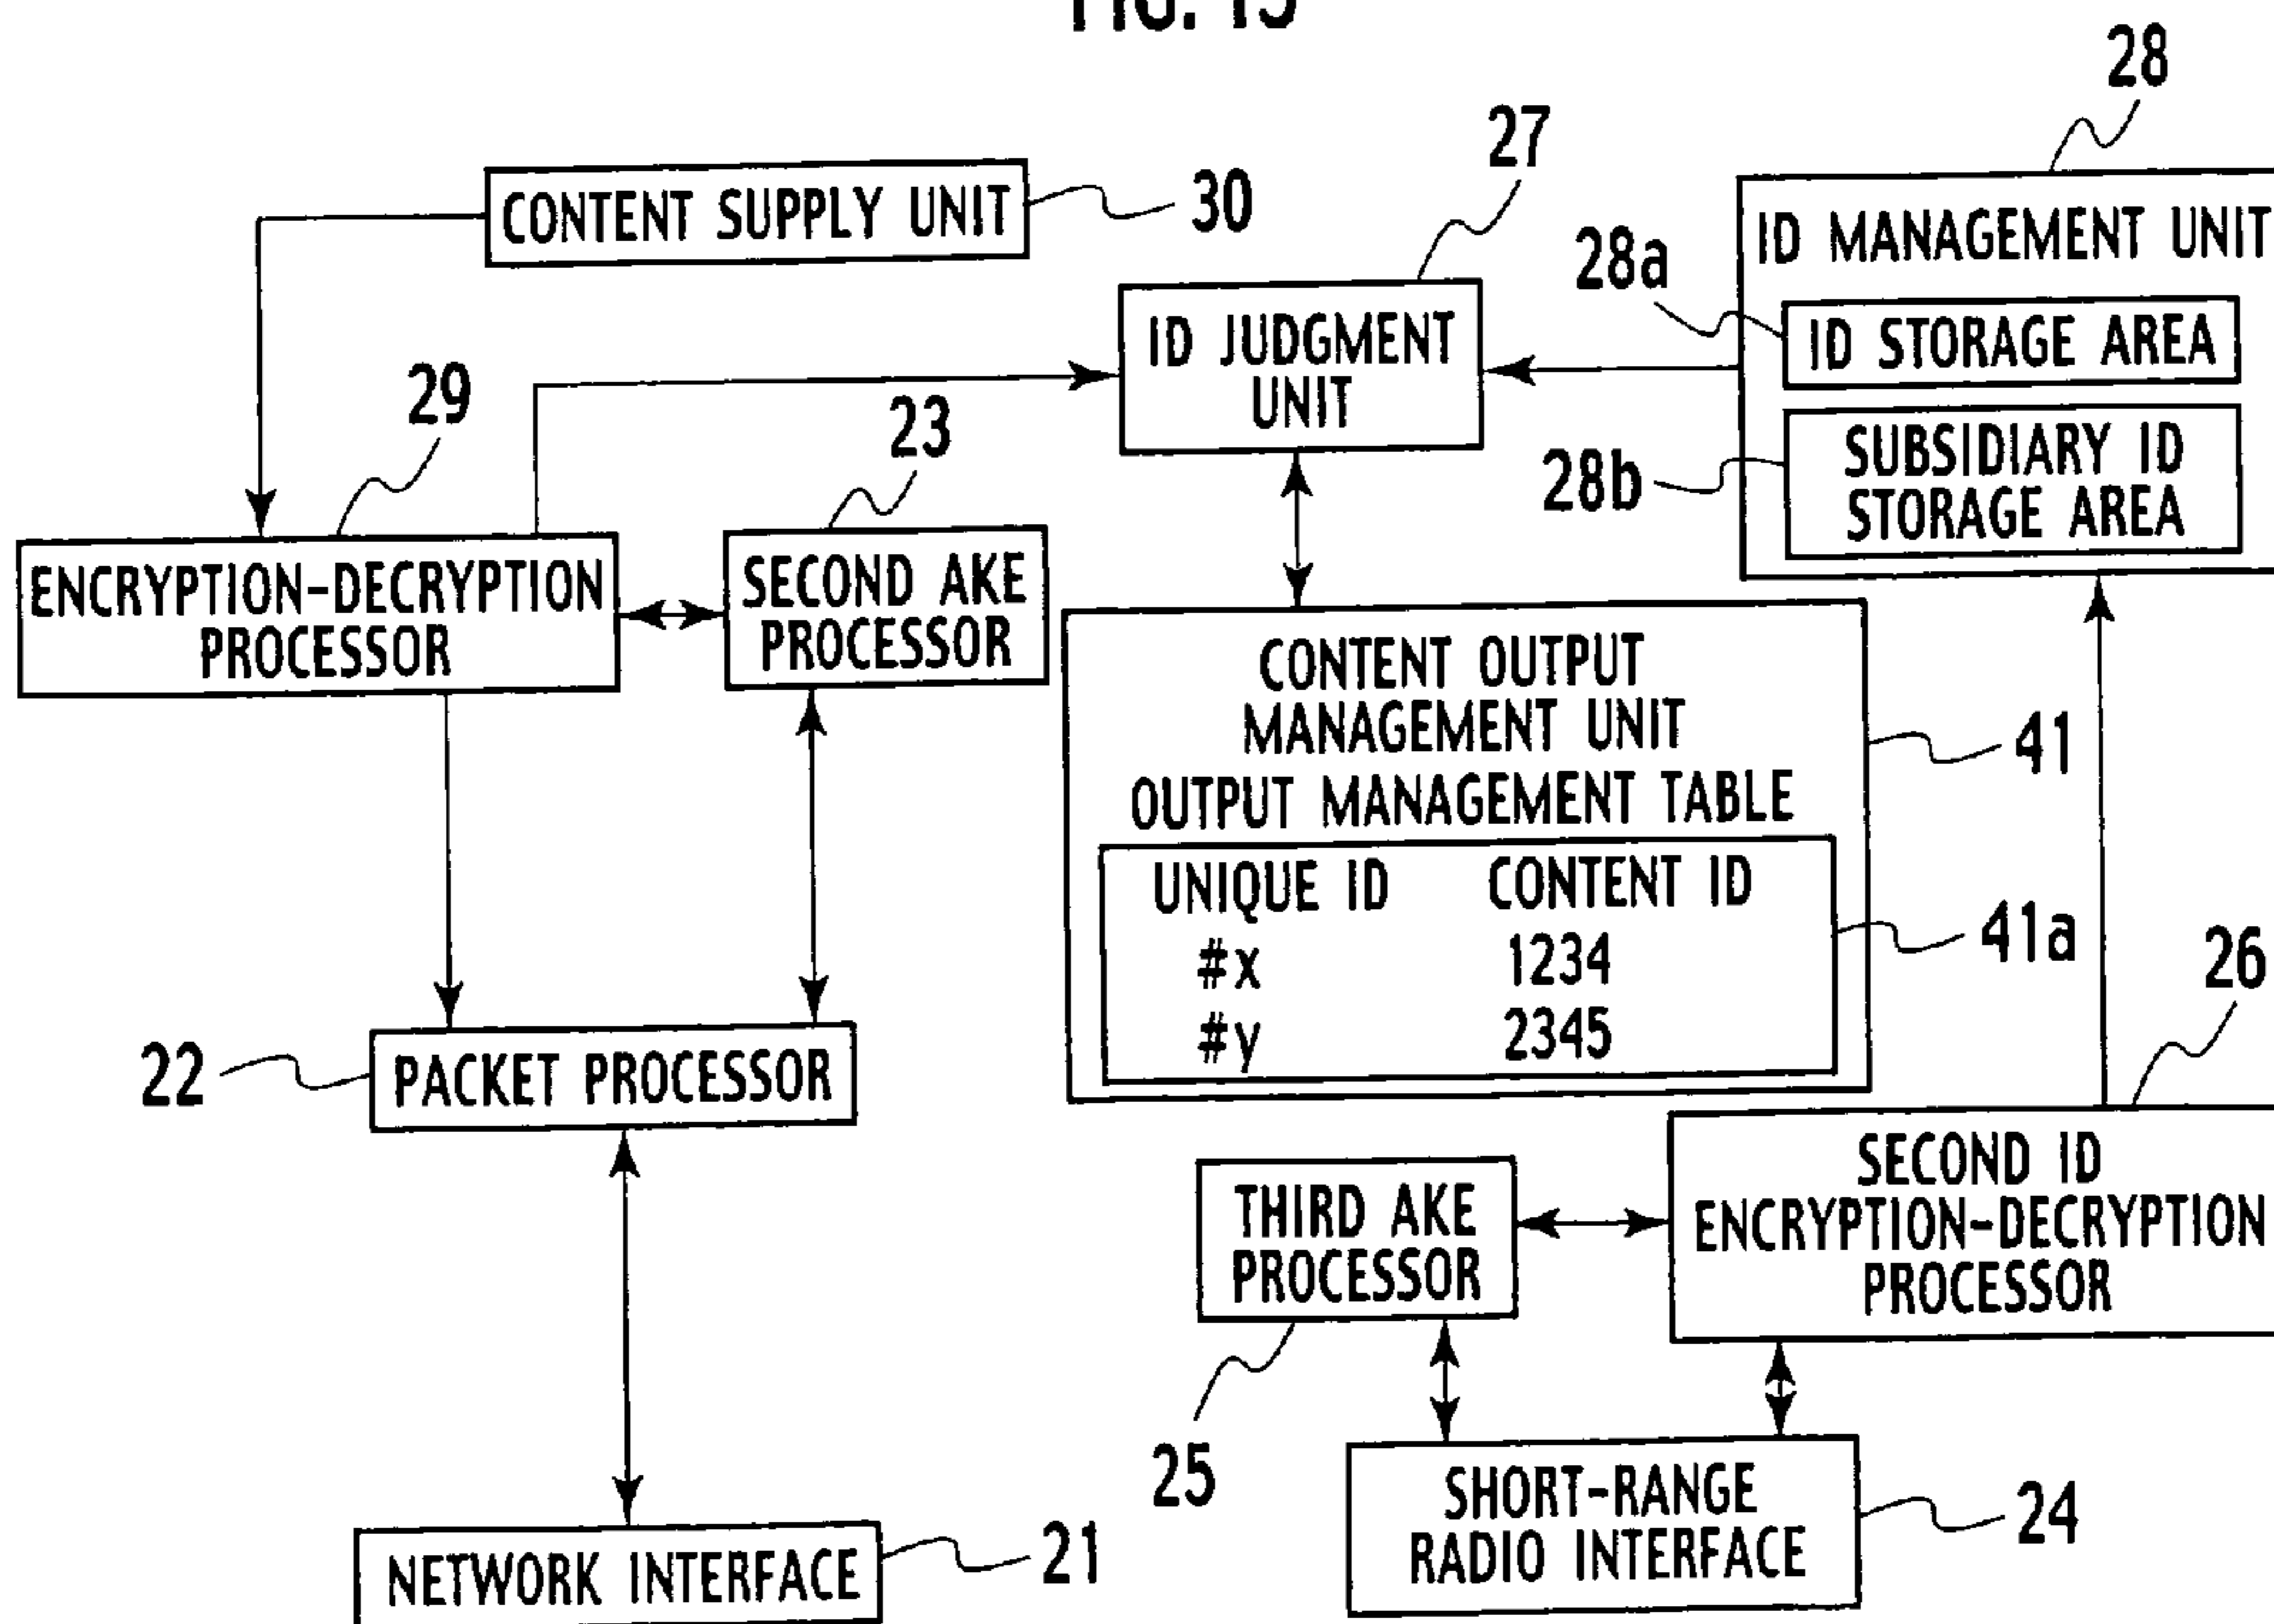 FIG. 15
28
27
CONTENT SUPPLY UNIT
30
ID MANAGEMENT UNIT
28a
ID JUDGMENT
UNIT
ID STORAGE AREA
29
23
28b
SUBSIDIARY ID
STORAGE AREA
ENCRYPTION-DECRYPTION
PROCESSOR
SECOND AKE
PROCESSOR
CONTENT OUTPUT
MANAGEMENT UNIT
41
OUTPUT MANAGEMENT TABLE
UNIQUE ID CONTENT ID
#x 1234
#y 2345
41a
26
22
PACKET PROCESSOR
SECOND ID
ENCRYPTION-DECRYPTION
PROCESSOR
THIRD AKE
PROCESSOR
25
SHORT-RANGE
RADIO INTERFACE
24
NETWORK INTERFACE
21